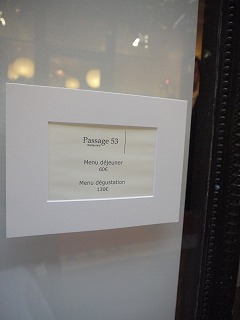 Passage 53
Menu déjeuner
60€
Menu dégustation
130€